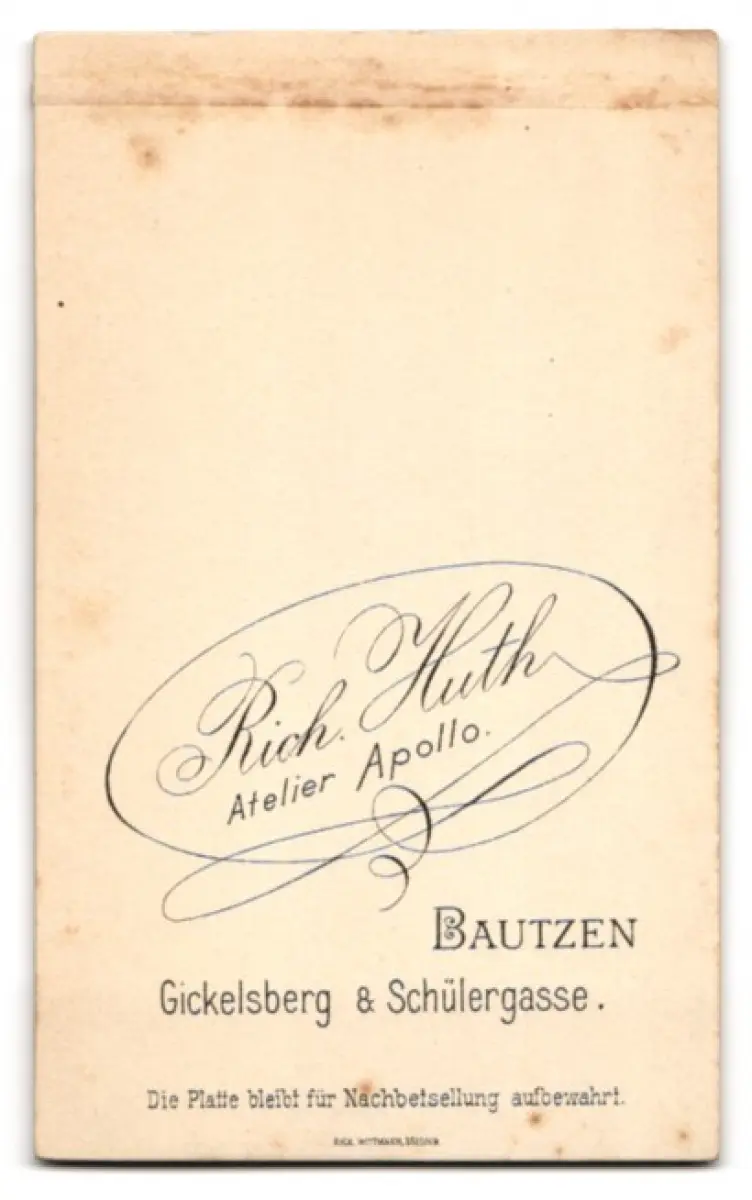 Rich. Huth
Atelier Apollo.
BAUTZEN
Gickelsberg & Schülergasse.
Die Platte bleibt für Nachbetsellung aufbewahrt.